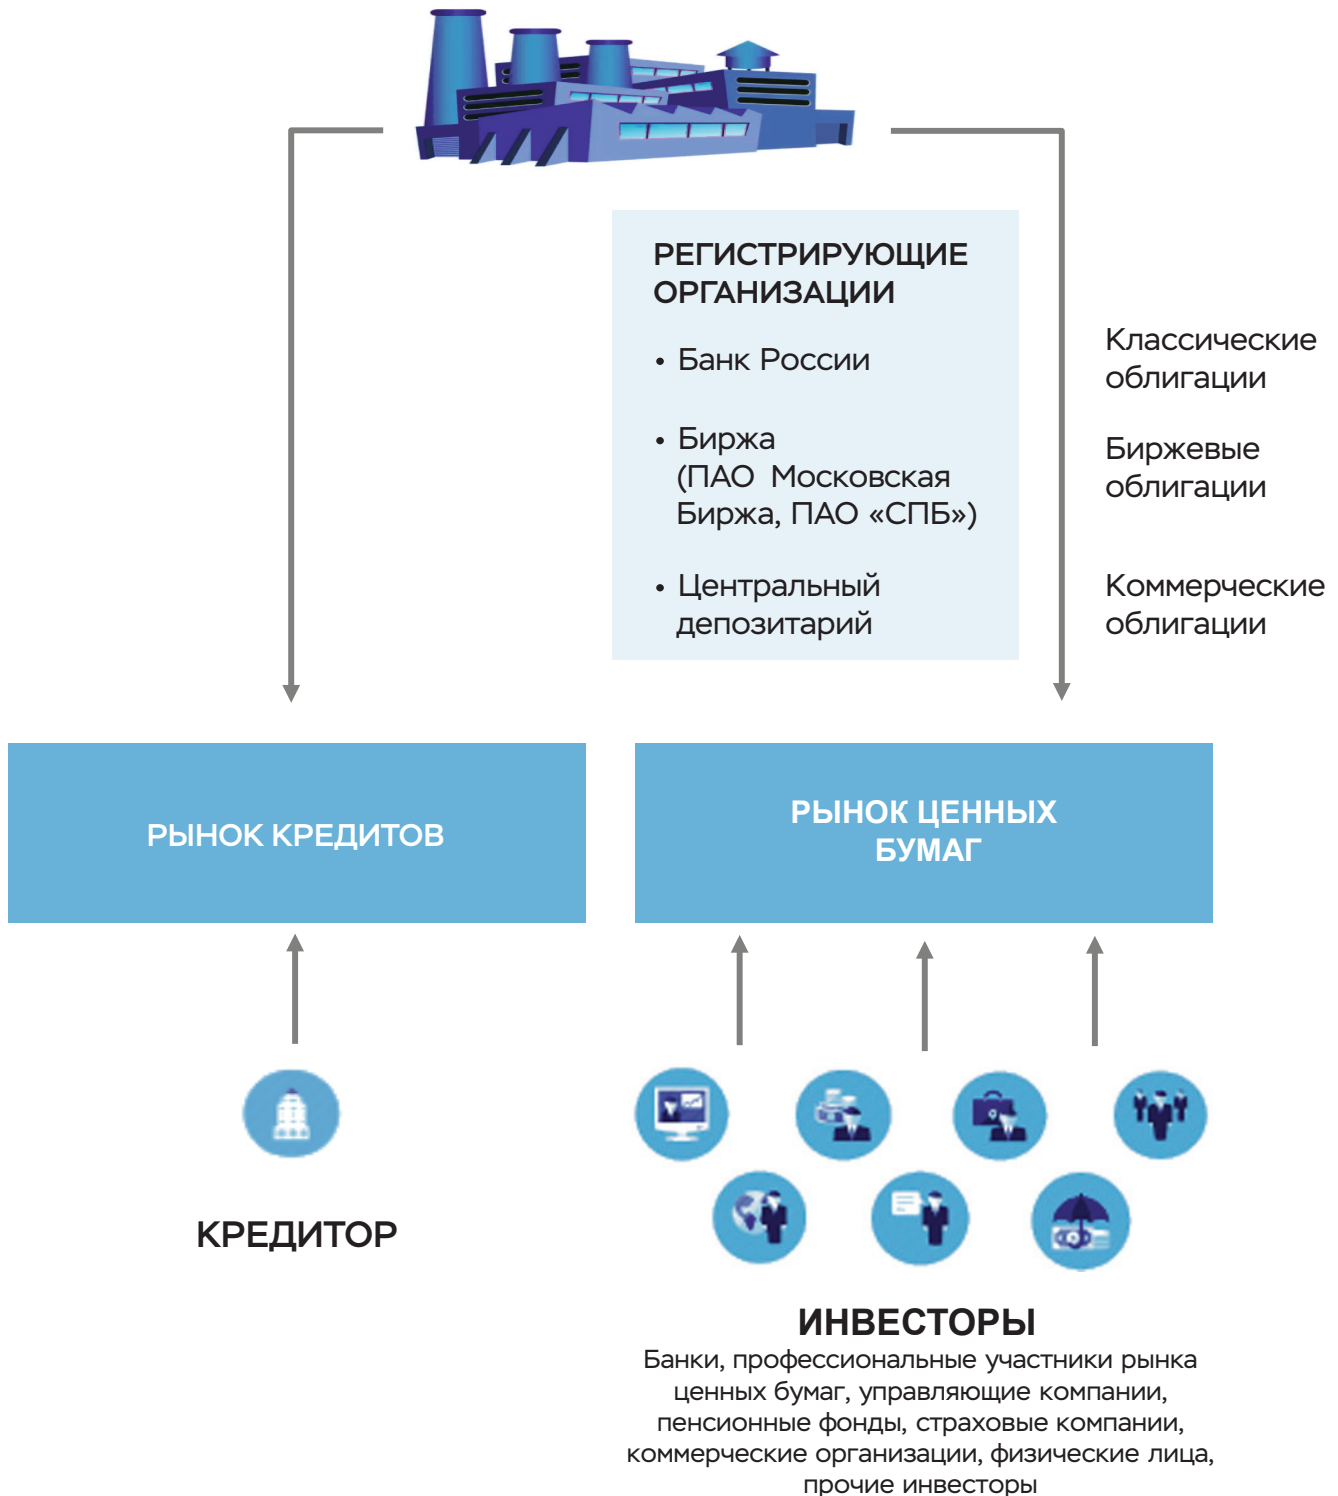 РЕГИСТРИРУЮЩИЕ
ОРГАНИЗАЦИИ
• Банк России
• Биржа
(ПАО Московская
Биржа, ПАО «СПБ»)
• Центральный
депозитарий
Классические
облигации
Биржевые
облигации
Коммерческие
облигации
РЫНОК КРЕДИТОВ
РЫНОК ЦЕННЫХ
БУМАГ
КРЕДИТОР
ИНВЕСТОРЫ
Банки, профессиональные участники рынка
ценных бумаг, управляющие компании,
пенсионные фонды, страховые компании,
коммерческие организации, физические лица,
прочие инвесторы